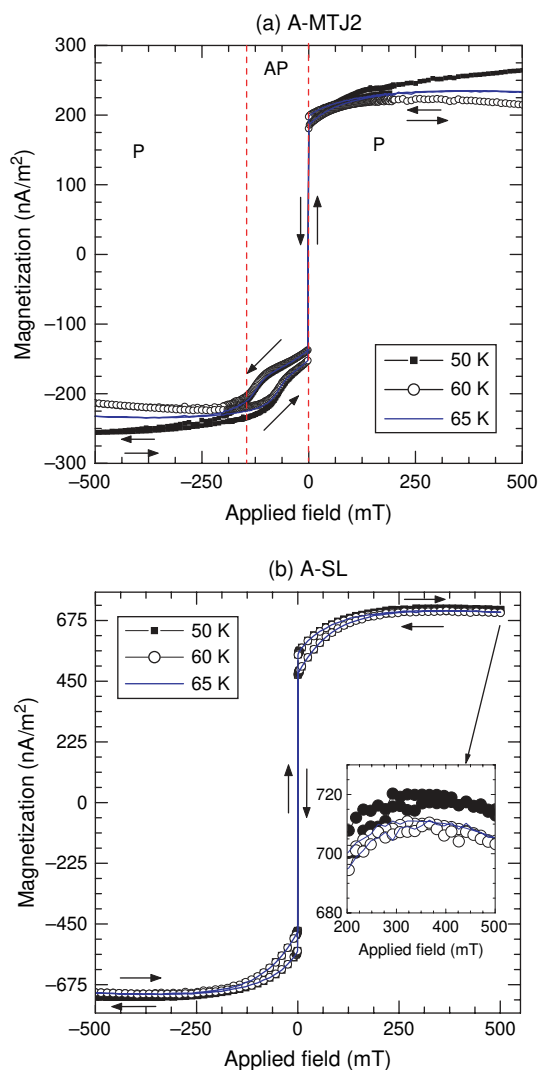 (a) A-MTJ2
300
AP
200
P
P
100
0
−100
−200
−300
50 K
60 K
65 K
Magnetization (nA/m²)
−500
−250
0
250
500
Applied field (mT)
(b) A-SL
675
450
225
0
−225
−450
−675
50 K
60 K
65 K
Magnetization (nA/m²)
720
700
680
200
300
400
500
Applied field (mT)
−500
−250
0
250
500
Applied field (mT)